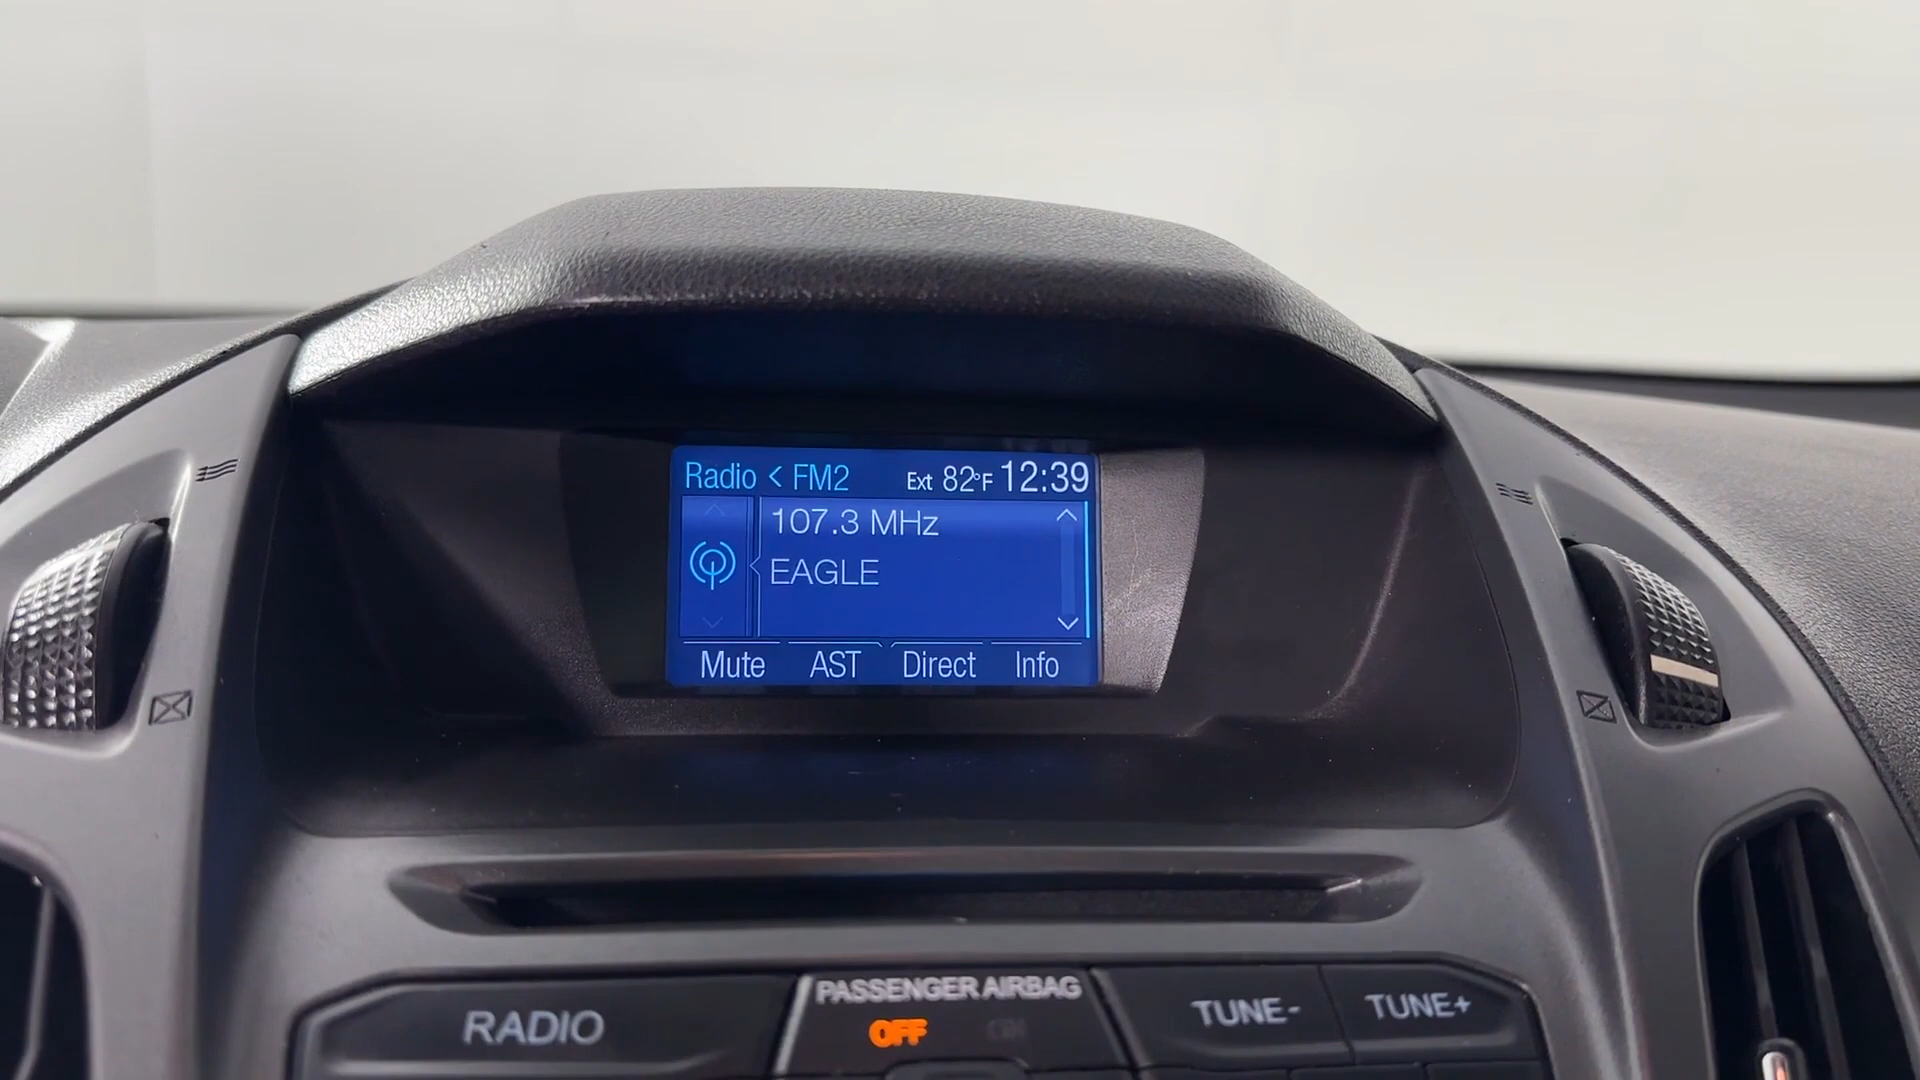 Radio < FM2 Ext 82°F 12:39
107.3 MHz
EAGLE
Mute AST Direct Info
PASSENGER AIRBAG
OFF ON
RADIO
TUNE- TUNE+